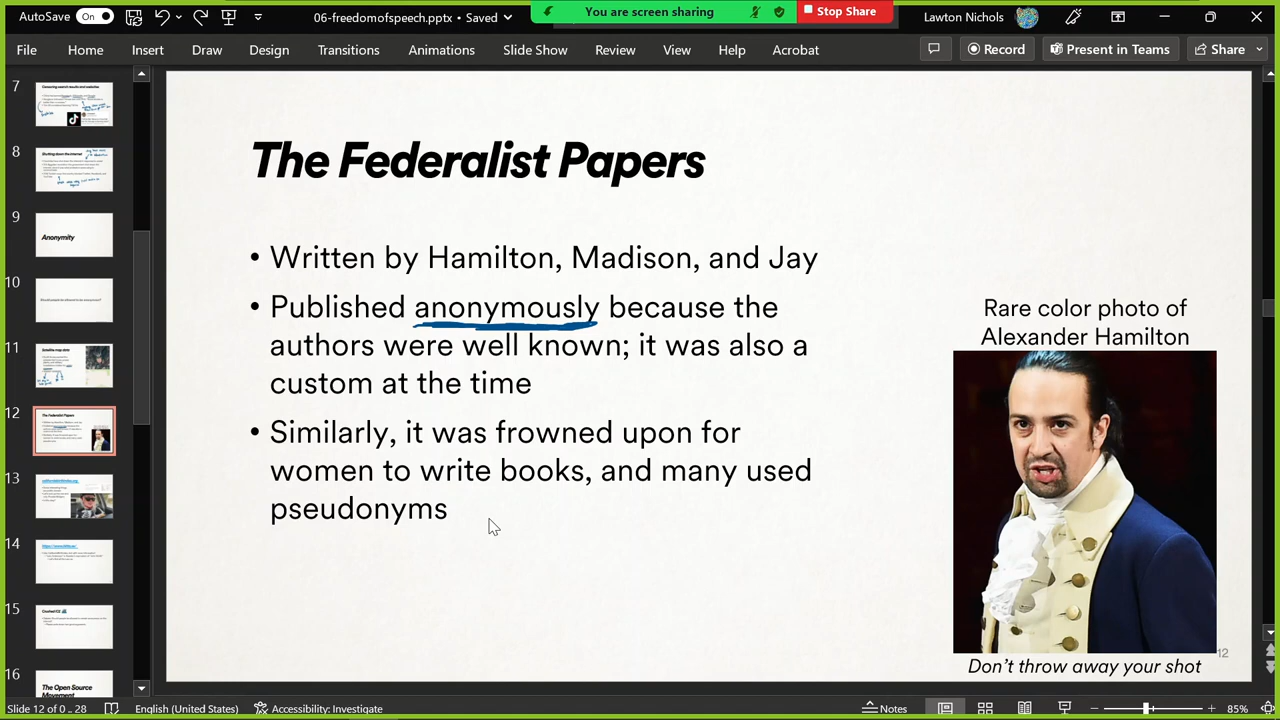 AutoSave On 06-freedomofspeech.pptx • Saved
You are screen sharing Stop Share
Lawton Nichols
File Home Insert Draw Design Transitions Animations Slide Show Review View Help Acrobat Record Present in Teams Share
7
8
9
Anonymity
10
11
12
The Federalist Papers
13
14
15
16
The Open Source
Movement
The Federalist Papers
• Written by Hamilton, Madison, and Jay
• Published anonymously because the
authors were well known; it was also a
custom at the time
• Similarly, it was frowned upon for
women to write books, and many used
pseudonyms
Rare color photo of
Alexander Hamilton
Don’t throw away your shot
12
Slide 12 of 0 .. 28 English (United States) Accessibility: Investigate Notes 85%